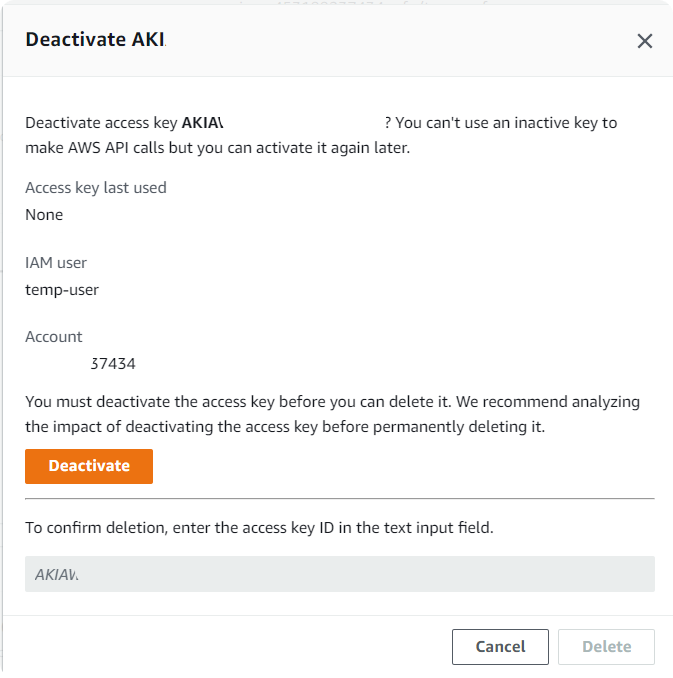 Deactivate AKI
Deactivate access key AKIA ? You can't use an inactive key to
make AWS API calls but you can activate it again later.
Access key last used
None
IAM user
temp-user
Account
37434
You must deactivate the access key before you can delete it. We recommend analyzing
the impact of deactivating the access key before permanently deleting it.
Deactivate
To confirm deletion, enter the access key ID in the text input field.
AKIA
Cancel
Delete